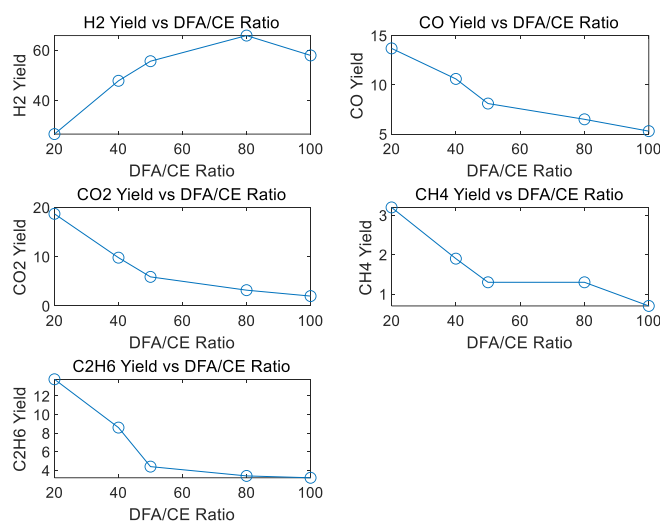 H2 Yield vs DFA/CE Ratio
60
40
H2 Yield
20 40 60 80 100
DFA/CE Ratio
CO Yield vs DFA/CE Ratio
15
10
5
CO Yield
20 40 60 80 100
DFA/CE Ratio
CO2 Yield vs DFA/CE Ratio
20
10
0
CO2 Yield
20 40 60 80 100
DFA/CE Ratio
CH4 Yield vs DFA/CE Ratio
3
2
1
CH4 Yield
20 40 60 80 100
DFA/CE Ratio
C2H6 Yield vs DFA/CE Ratio
12
10
8
6
4
C2H6 Yield
20 40 60 80 100
DFA/CE Ratio